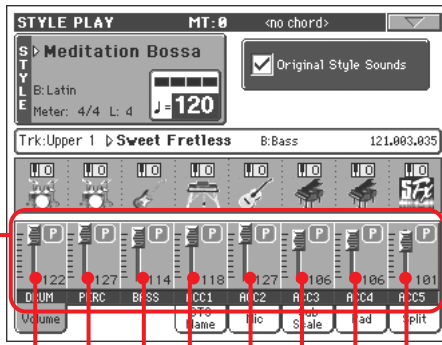 STYLE PLAY MT:0 <no chord>
STYLE
Meditation Bossa
B:Latin
Meter: 4/4 L: 4
♩=120
Original Style Sounds
Trk:Upper 1 Sweet Fretless B:Bass 121.003.035
SFX
P P P P P P P P
122 127 114 118 127 106 106 101
DRUM PERC BASS ACC1 ACC2 ACC3 ACC4 ACC5
Volume
Name
Scale
Split